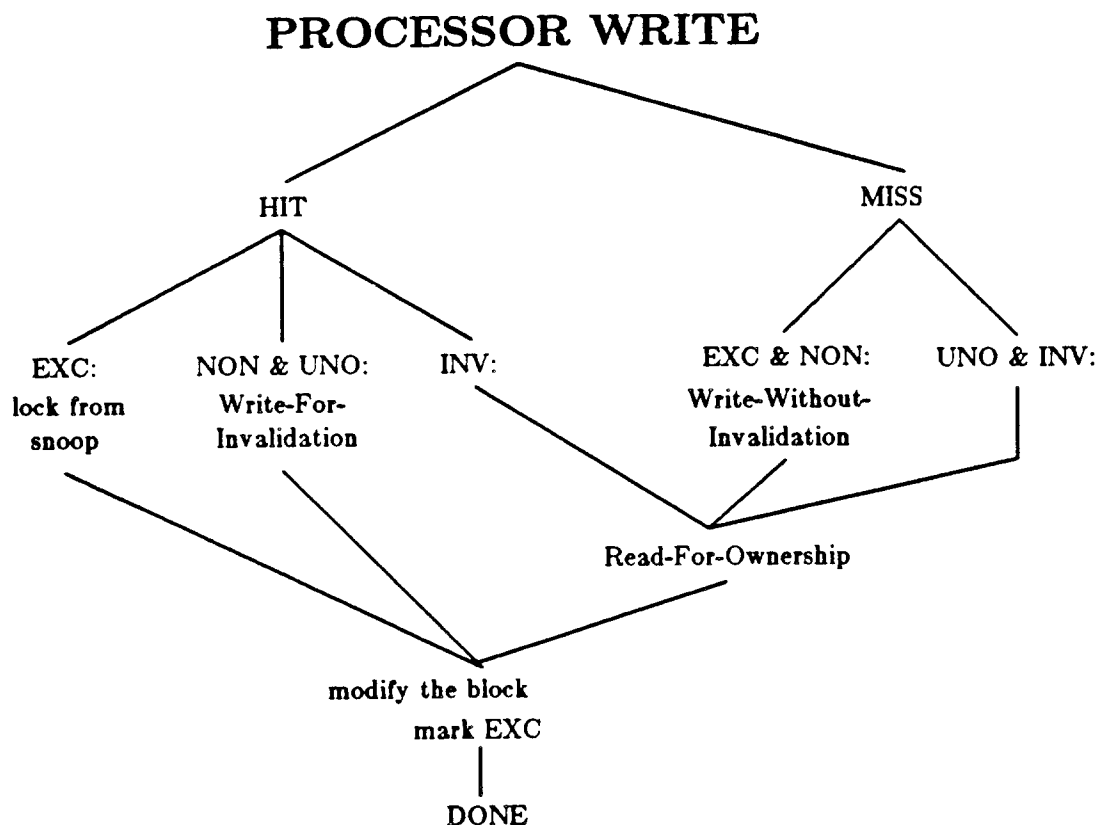 PROCESSOR WRITE
HIT
MISS
EXC:
lock from
snoop
NON & UNO:
Write-For-
Invalidation
INV:
EXC & NON:
Write-Without-
Invalidation
UNO & INV:
Read-For-Ownership
modify the block
mark EXC
DONE